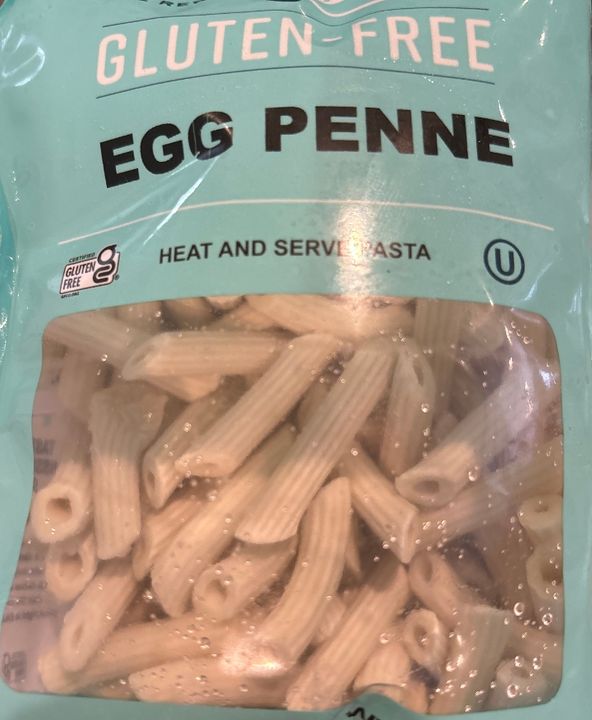 GLUTEN-FREE
EGG PENNE
CERTIFIED
GLUTEN
FREE
HEAT AND SERVE PASTA
U